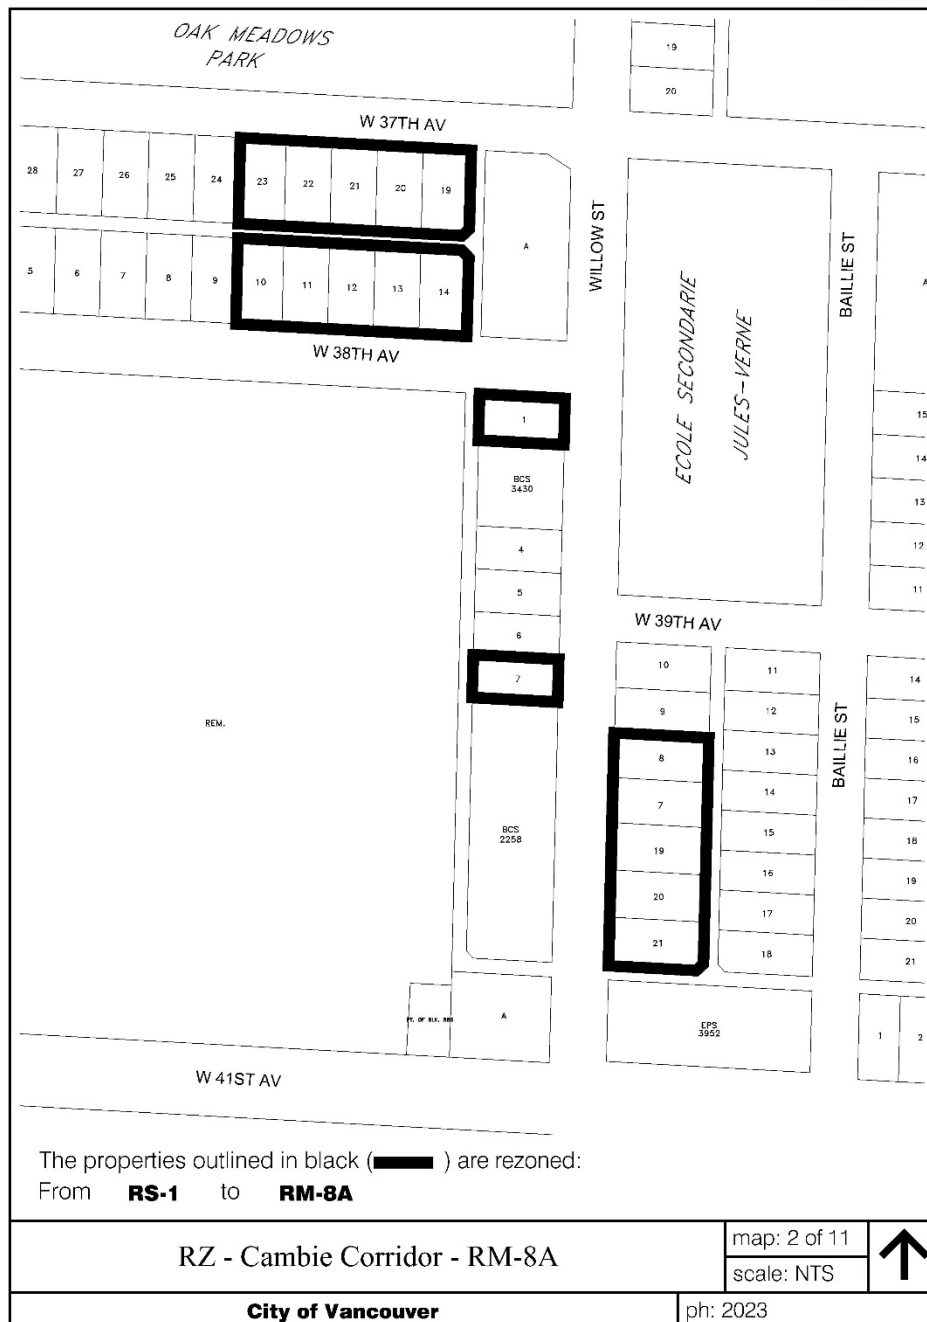 OAK MEADOWS
PARK
19
20
W 37TH AV
28 27 26 25 24 23 22 21 20 19
A
WILLOW ST
ECOLE SECONDARIE
JULES-VERNE
BAILLIE ST
A
5 6 7 8 9 10 11 12 13 14
W 38TH AV
1
BCS
3430
4
5
6
7
BCS
2258
REM.
15
14
13
12
11
W 39TH AV
10
9
8
7
19
20
21
11
12
13
14
15
16
17
18
BAILLIE ST
14
15
16
17
18
19
20
21
PT. OF BLK.
A
EPS
3952
1 2
W 41ST AV
The properties outlined in black ( ) are rezoned:
From RS-1 to RM-8A
RZ - Cambie Corridor - RM-8A
map: 2 of 11
scale: NTS
City of Vancouver
ph: 2023